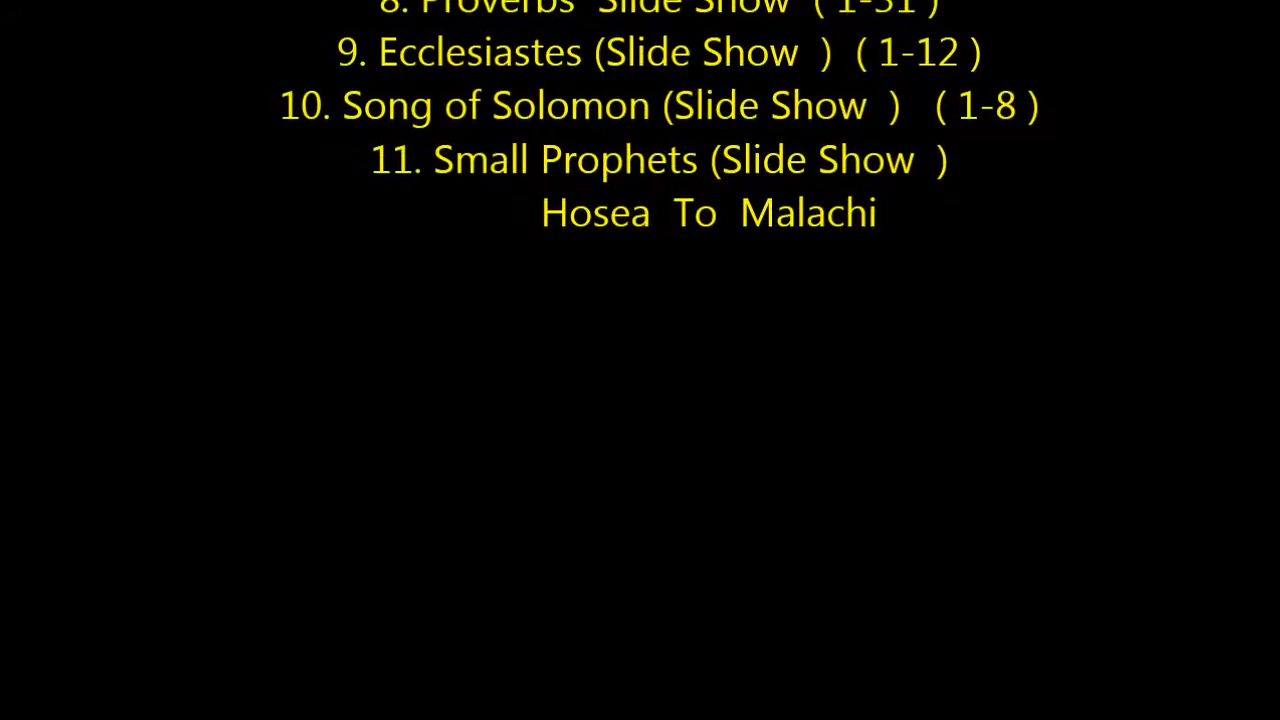 8. Proverbs Slide Show ( 1-31 )
9. Ecclesiastes (Slide Show ) ( 1-12 )
10. Song of Solomon (Slide Show ) ( 1-8 )
11. Small Prophets (Slide Show )
Hosea To Malachi